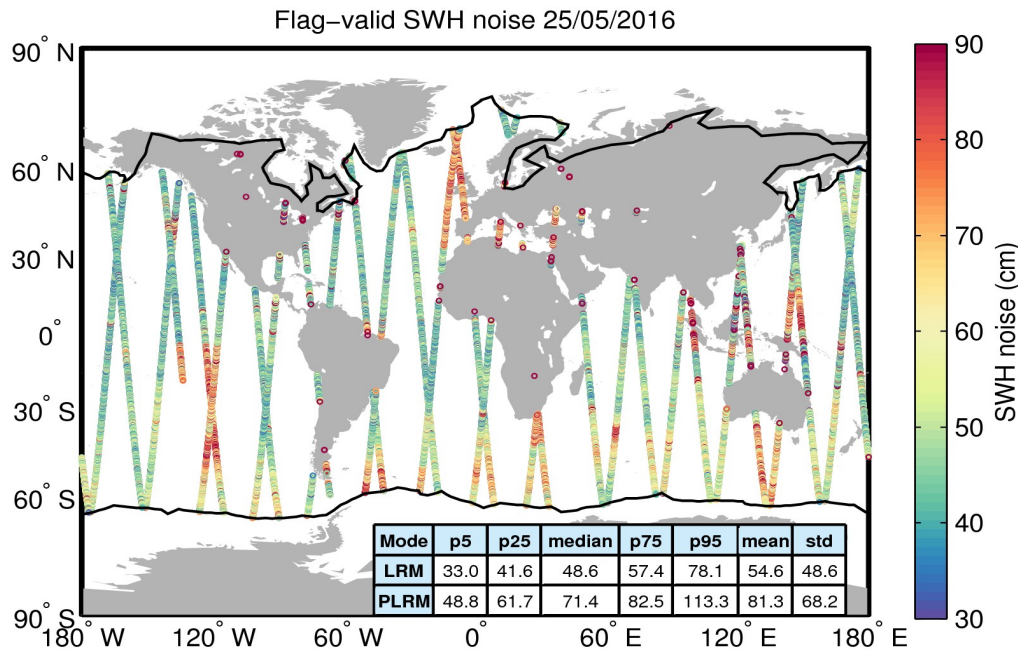 Flag−valid SWH noise 25/05/2016
90° N
60° N
30° N
0°
30° S
60° S
90° S
180° W
120° W
60° W
0°
60° E
120° E
180° E
Mode p5 p25 median p75 p95 mean std
LRM 33.0 41.6 48.6 57.4 78.1 54.6 48.6
PLRM 48.8 61.7 71.4 82.5 113.3 81.3 68.2
90
80
70
60
50
40
30
SWH noise (cm)